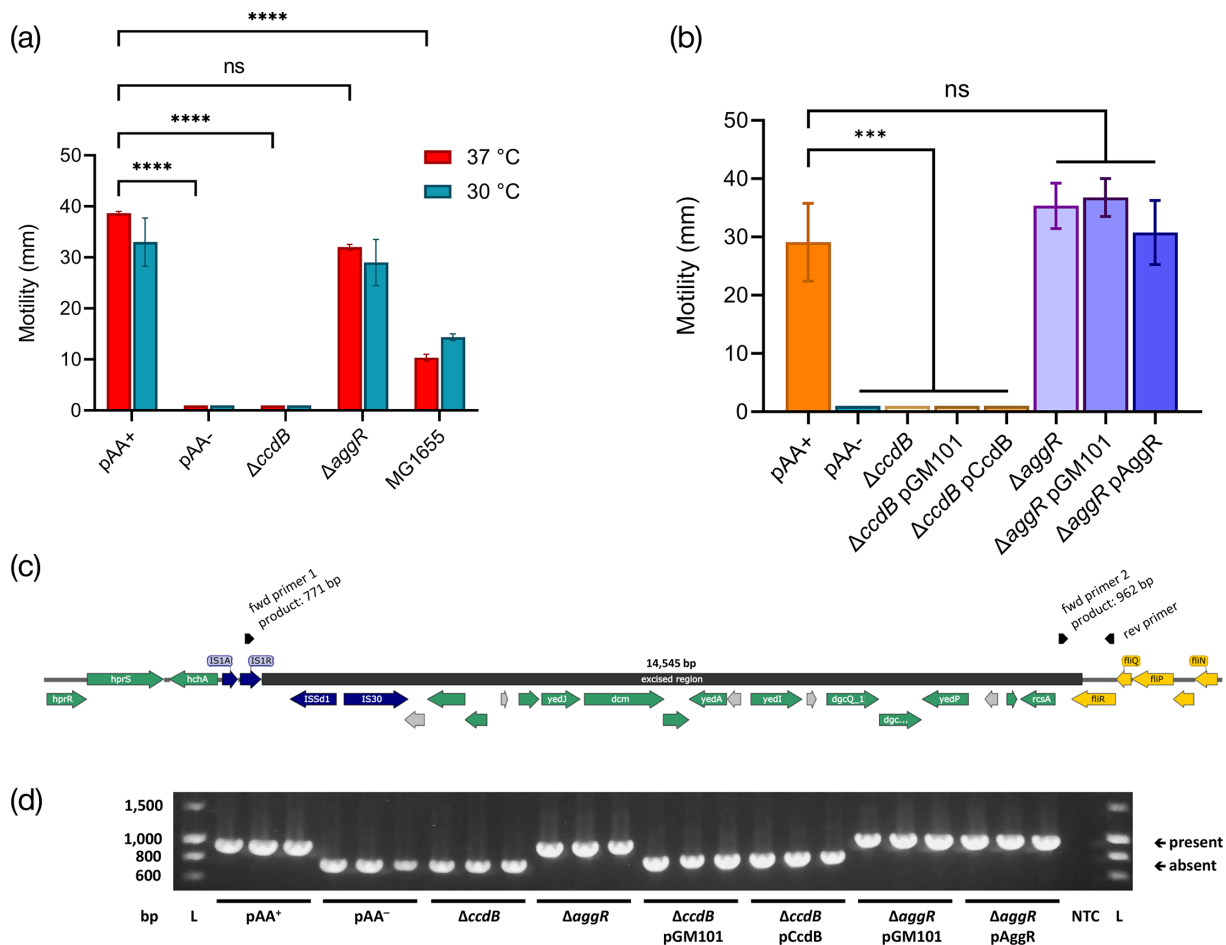 (a)
****
ns
****
****
37 °C
30 °C
Motility (mm)
50
40
30
20
10
0
pAA+
pAA-
ΔccdB
ΔaggR
MG1655
(b)
ns
***
Motility (mm)
50
40
30
20
10
0
pAA+
pAA-
ΔccdB
ΔccdB pGM101
ΔccdB pCcdB
ΔaggR
ΔaggR pGM101
ΔaggR pAggR
(c)
fwd primer 1
product: 771 bp
fwd primer 2
product: 962 bp
rev primer
IS1A
IS1R
14,545 bp
fliQ
fliN
hprS
hchA
excised region
fliP
hprR
ISSd1
IS30
yedJ
dcm
yedA
yedI
dgcQ_1
yedP
rcsA
fliR
dgc...
(d)
1,500
1,000
800
600
← present
← absent
bp
L
pAA⁺
pAA⁻
ΔccdB
ΔaggR
ΔccdB
pGM101
ΔccdB
pCcdB
ΔaggR
pGM101
ΔaggR
pAggR
NTC
L